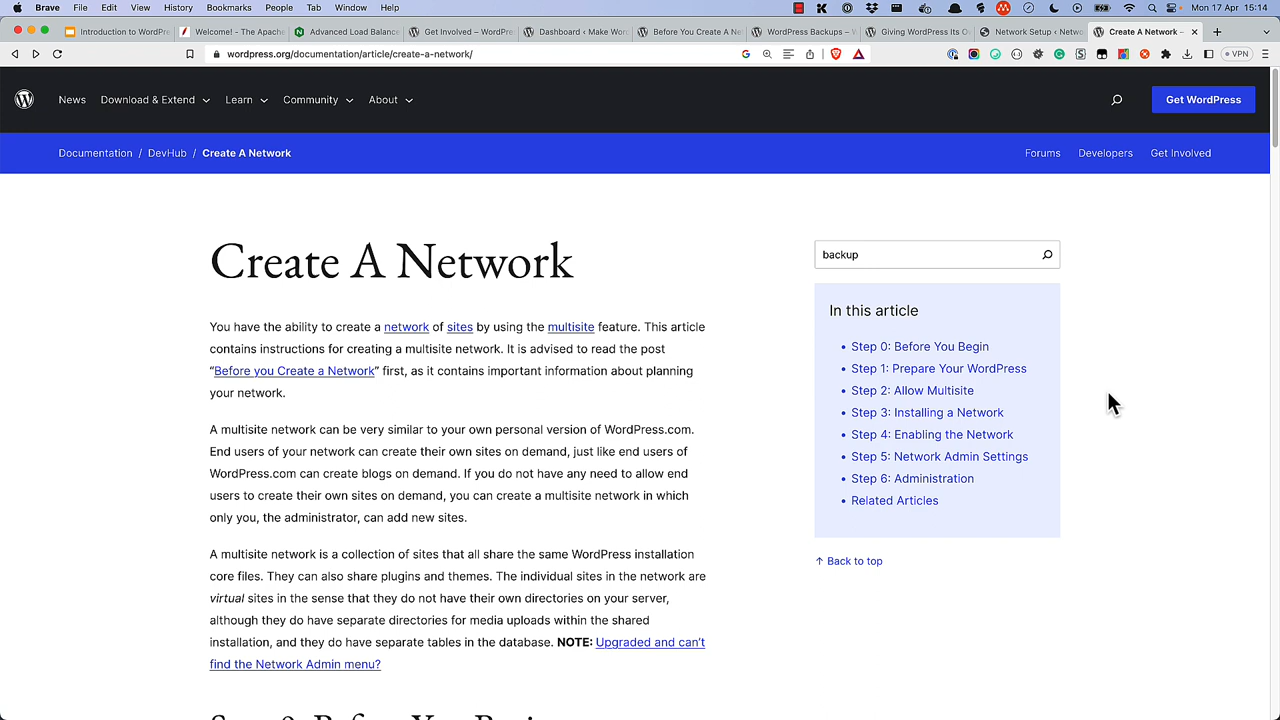 Brave File Edit View History Bookmarks People Tab Window Help Mon 17 Apr 15:14
Introduction to WordPre Welcome! - The Apache Advanced Load Balance Get Involved – WordPre Dashboard ‹ Make Wor Before You Create A Ne WordPress Backups – W Giving WordPress Its O Network Setup ‹ Netwo Create A Network –
wordpress.org/documentation/article/create-a-network/ VPN
News Download & Extend Learn Community About Get WordPress
Documentation / DevHub / Create A Network Forums Developers Get Involved
Create A Network
You have the ability to create a network of sites by using the multisite feature. This article
contains instructions for creating a multisite network. It is advised to read the post
“Before you Create a Network” first, as it contains important information about planning
your network.
A multisite network can be very similar to your own personal version of WordPress.com.
End users of your network can create their own sites on demand, just like end users of
WordPress.com can create blogs on demand. If you do not have any need to allow end
users to create their own sites on demand, you can create a multisite network in which
only you, the administrator, can add new sites.
A multisite network is a collection of sites that all share the same WordPress installation
core files. They can also share plugins and themes. The individual sites in the network are
virtual sites in the sense that they do not have their own directories on your server,
although they do have separate directories for media uploads within the shared
installation, and they do have separate tables in the database. NOTE: Upgraded and can’t
find the Network Admin menu?
backup
In this article
• Step 0: Before You Begin
• Step 1: Prepare Your WordPress
• Step 2: Allow Multisite
• Step 3: Installing a Network
• Step 4: Enabling the Network
• Step 5: Network Admin Settings
• Step 6: Administration
• Related Articles
↑ Back to top